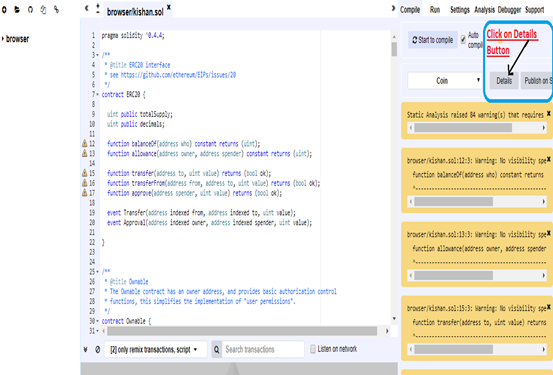 browser
browser/kishan.sol
1 pragma solidity ^0.4.4;
2
3 /**
4 * @title ERC20 interface
5 * see https://github.com/ethereum/EIPs/issues/20
6 */
7 contract ERC20 {
8
9 uint public totalSupply;
10 uint public decimals;
11
12 function balanceOf(address who) constant returns (uint);
13 function allowance(address owner, address spender) constant returns (uint);
14
15 function transfer(address to, uint value) returns (bool ok);
16 function transferFrom(address from, address to, uint value) returns (bool ok);
17 function approve(address spender, uint value) returns (bool ok);
18
19 event Transfer(address indexed from, address indexed to, uint value);
20 event Approval(address indexed owner, address indexed spender, uint value);
21
22 }
23
24
25 /**
26 * @title Ownable
27 * The Ownable contract has an owner address, and provides basic authorization control
28 * functions, this simplifies the implementation of "user permissions".
29 */
30 contract Ownable {
31
[2] only remix transactions, script
Search transactions
Listen on network
Compile Run Settings Analysis Debugger Support
Start to compile
Auto
compile
Click on Details
Button
Coin
Details
Publish on S
Static Analysis raised 84 warning(s) that requires
browser/kishan.sol:12:3: Warning: No visibility spe
function balanceOf(address who) constant returns
^
browser/kishan.sol:13:3: Warning: No visibility spe
function allowance(address owner, address spender
^
browser/kishan.sol:15:3: Warning: No visibility spe
function transfer(address to, uint value) returns
^